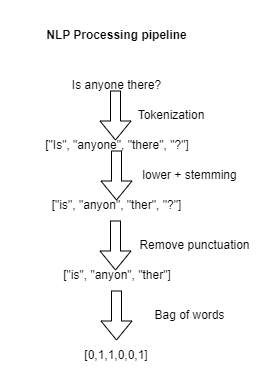 NLP Processing pipeline
Is anyone there?
Tokenization
["Is", "anyone", "there", "?"]
lower + stemming
["is", "anyon", "ther", "?"]
Remove punctuation
["is", "anyon", "ther"]
Bag of words
[0,1,1,0,0,1]